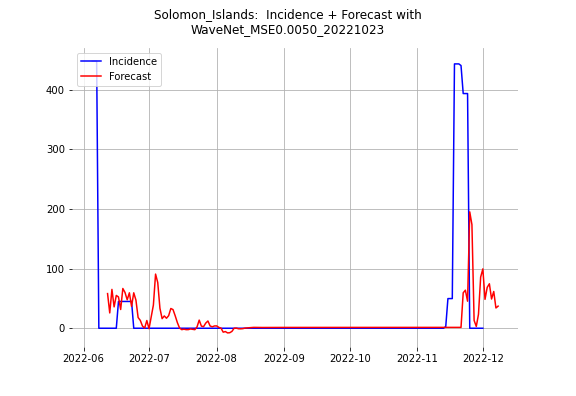 Solomon_Islands:  Incidence + Forecast with
WaveNet_MSE0.0050_20221023
Incidence
Forecast
400
300
200
100
0
2022-06 2022-07 2022-08 2022-09 2022-10 2022-11 2022-12